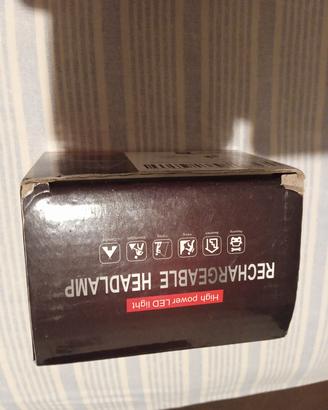 High power LED light
RECHARGEABLE HEADLAMP